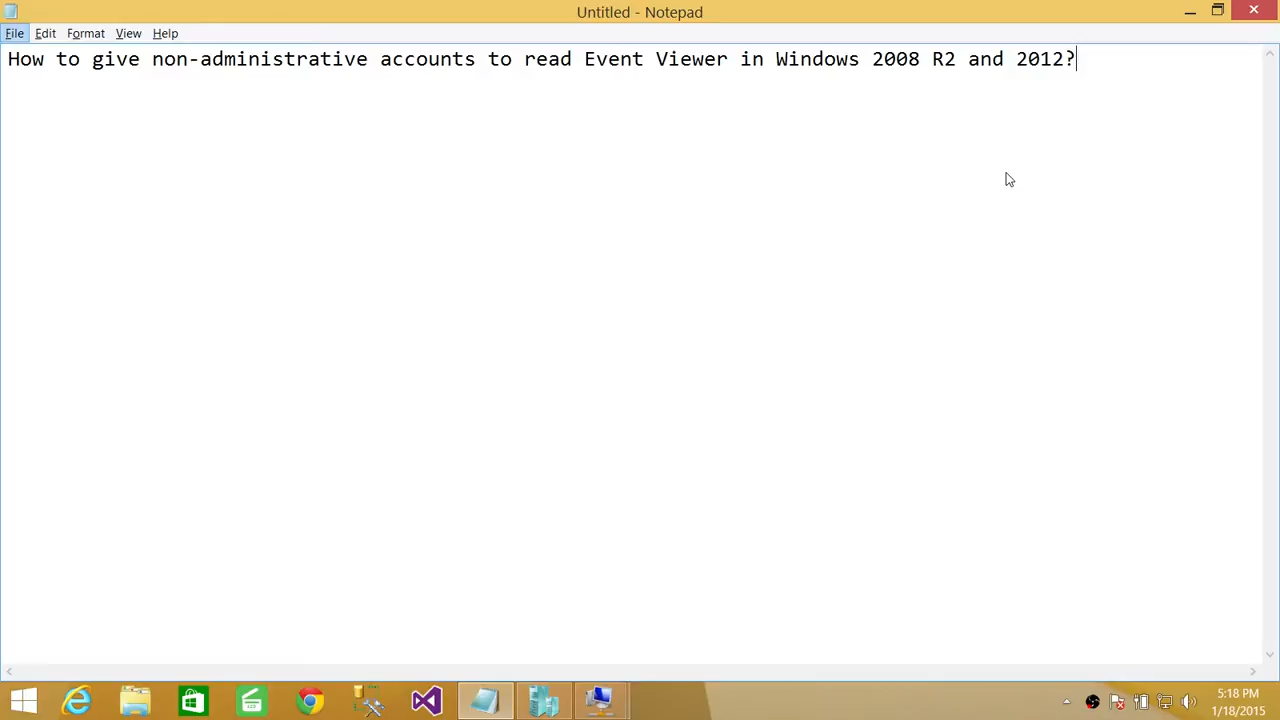 Untitled - Notepad
File Edit Format View Help
How to give non-administrative accounts to read Event Viewer in Windows 2008 R2 and 2012?
5:18 PM
1/18/2015